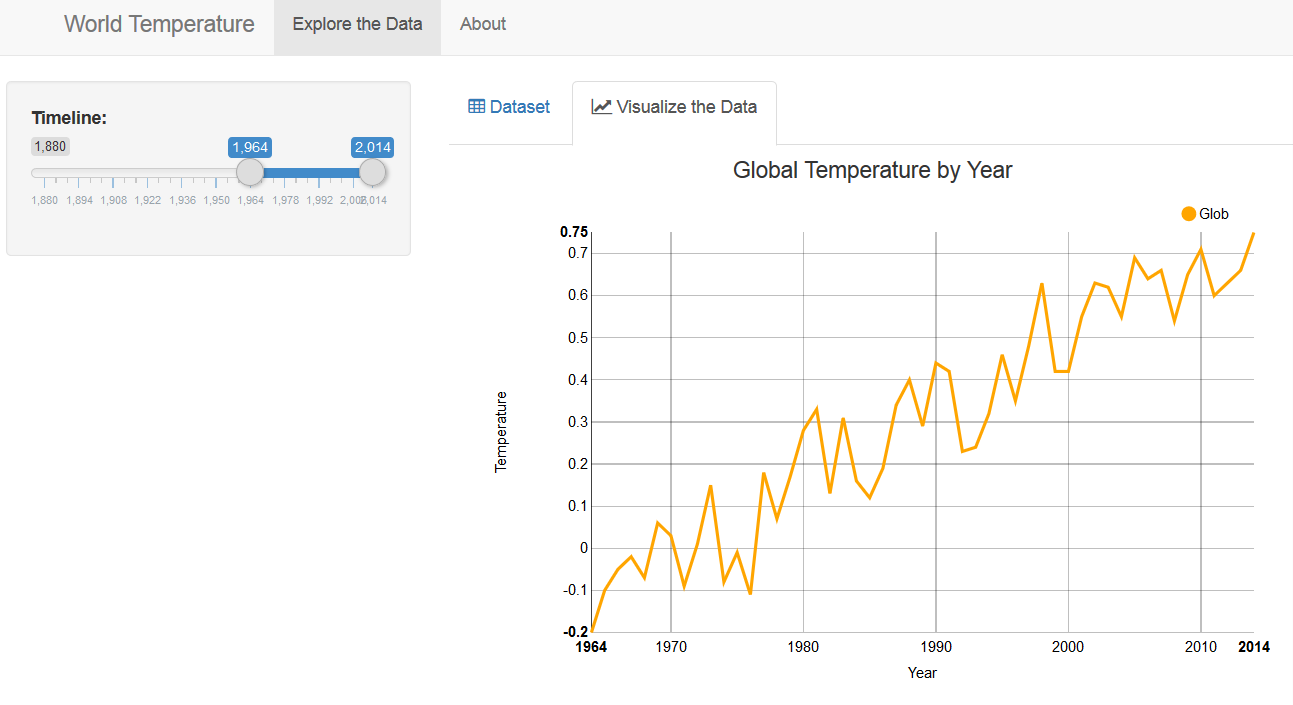 World Temperature Explore the Data About
Timeline:
1,880 1,964 2,014
1,880 1,894 1,908 1,922 1,936 1,950 1,964 1,978 1,992 2,006 2,014
Dataset Visualize the Data
Global Temperature by Year
Glob
0.75
0.7
0.6
0.5
0.4
0.3
0.2
0.1
0
-0.1
-0.2
Temperature
1964 1970 1980 1990 2000 2010 2014
Year